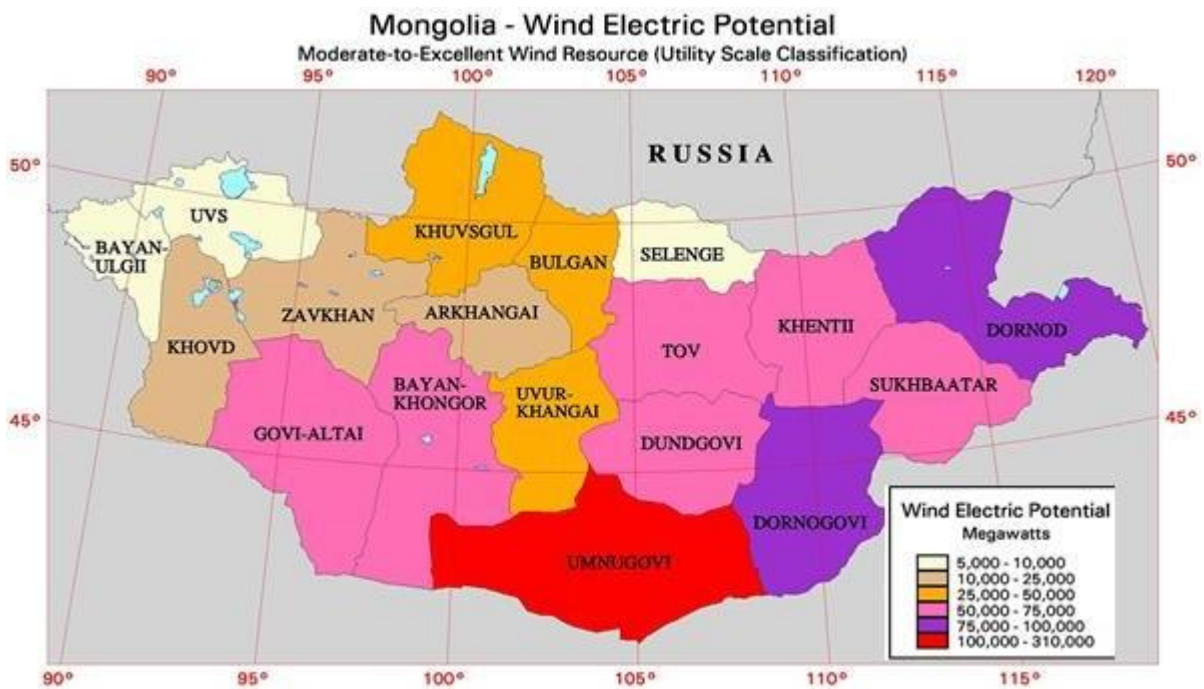 Mongolia - Wind Electric Potential
Moderate-to-Excellent Wind Resource (Utility Scale Classification)
90° 95° 100° 105° 110° 115° 120°
50° 50°
RUSSIA
UVS
BAYAN-
ULGII
KHUVSGUL
BULGAN
SELENGE
ZAVKHAN
ARKHANGAI
KHOVD
TOV
KHENTII
DORNOD
BAYAN-
KHONGOR
UVUR-
KHANGAI
SUKHBAATAR
45° 45°
GOVI-ALTAI
DUNDGOVI
DORNOGOVI
UMNUGOVI
Wind Electric Potential
Megawatts
5,000 - 10,000
10,000 - 25,000
25,000 - 50,000
50,000 - 75,000
75,000 - 100,000
100,000 - 310,000
90° 95° 100° 105° 110° 115°